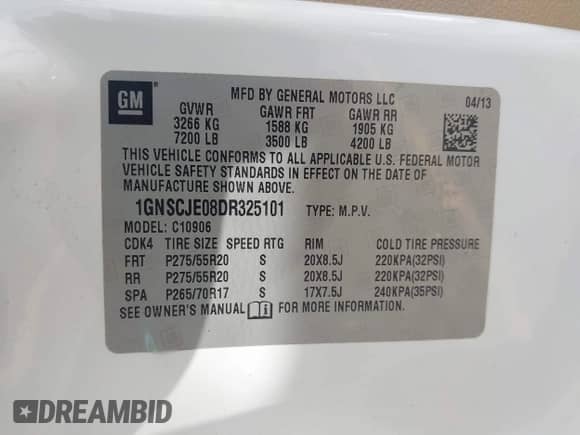 GM
MFD BY GENERAL MOTORS LLC 04/13
GVWR GAWR FRT GAWR RR
3266 KG 1588 KG 1905 KG
7200 LB 3500 LB 4200 LB
THIS VEHICLE CONFORMS TO ALL APPLICABLE U.S. FEDERAL MOTOR
VEHICLE SAFETY STANDARDS IN EFFECT ON THE DATE OF
MANUFACTURE SHOWN ABOVE.
1GNSCJE08DR325101 TYPE: M.P.V.
MODEL: C10906
CDK4 TIRE SIZE SPEED RTG RIM COLD TIRE PRESSURE
FRT P275/55R20 S 20X8.5J 220KPA(32PSI)
RR P275/55R20 S 20X8.5J 220KPA(32PSI)
SPA P265/70R17 S 17X7.5J 240KPA(35PSI)
SEE OWNER'S MANUAL FOR MORE INFORMATION
DREAMBID